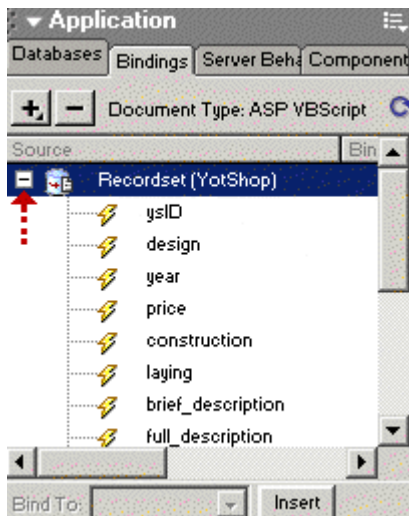 Application
Databases Bindings Server Beha Component
Document Type: ASP VBScript
Source Bin
Recordset (YotShop)
ysID
design
year
price
construction
laying
brief_description
full_description
Bind To: Insert